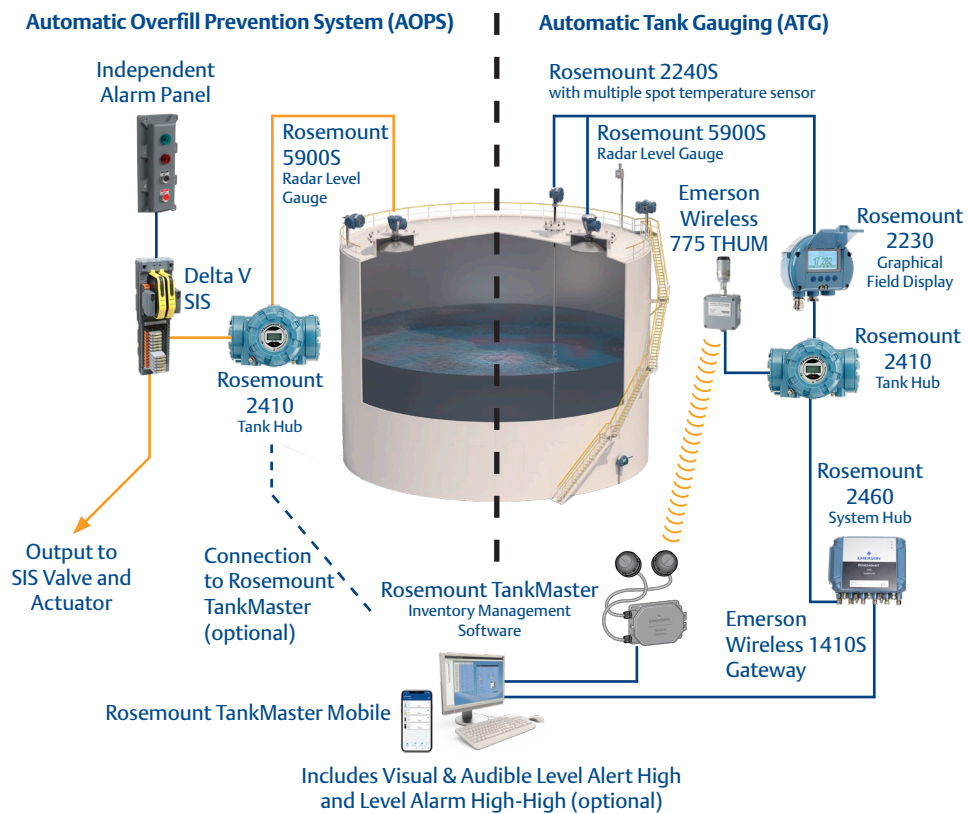 Automatic Overfill Prevention System (AOPS)
Automatic Tank Gauging (ATG)
Independent
Alarm Panel
Rosemount
5900S
Radar Level
Gauge
Delta V
SIS
Rosemount
2410
Tank Hub
Output to
SIS Valve and
Actuator
Connection
to Rosemount
TankMaster
(optional)
Rosemount 2240S
with multiple spot temperature sensor
Rosemount 5900S
Radar Level Gauge
Emerson
Wireless
775 THUM
Rosemount
2230
Graphical
Field Display
Rosemount
2410
Tank Hub
Rosemount
2460
System Hub
EMERSON
Emerson
Wireless 1410S
Gateway
Rosemount TankMaster
Inventory Management
Software
Rosemount TankMaster Mobile
Includes Visual & Audible Level Alert High
and Level Alarm High-High (optional)